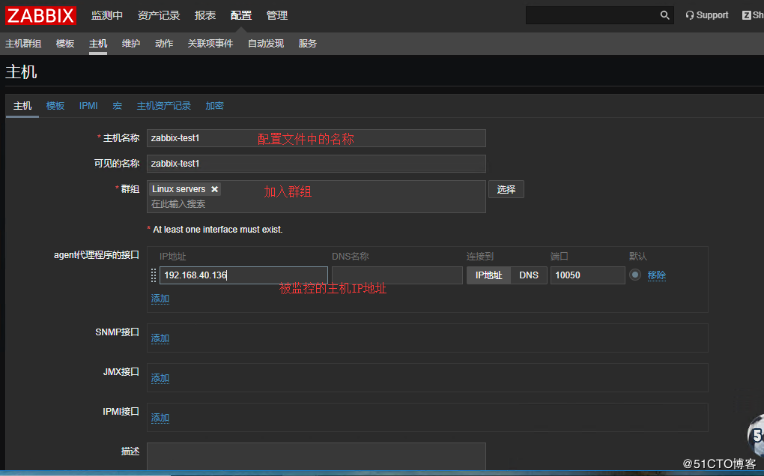 ZABBIX 监测中 资产记录 报表 配置 管理 Support Sh
主机群组 模板 主机 维护 动作 关联项事件 自动发现 服务
主机
主机 模板 IPMI 宏 主机资产记录 加密
* 主机名称 zabbix-test1 配置文件中的名称
可见的名称 zabbix-test1
* 群组 Linux servers 加入群组 选择
在此输入搜索
* At least one interface must exist.
agent代理程序的接口 IP地址 DNS名称 连接到 端口 默认
192.168.40.136 IP地址 DNS 10050 移除
被监控的主机IP地址
添加
SNMP接口 添加
JMX接口 添加
IPMI接口 添加
描述
@51CTO博客